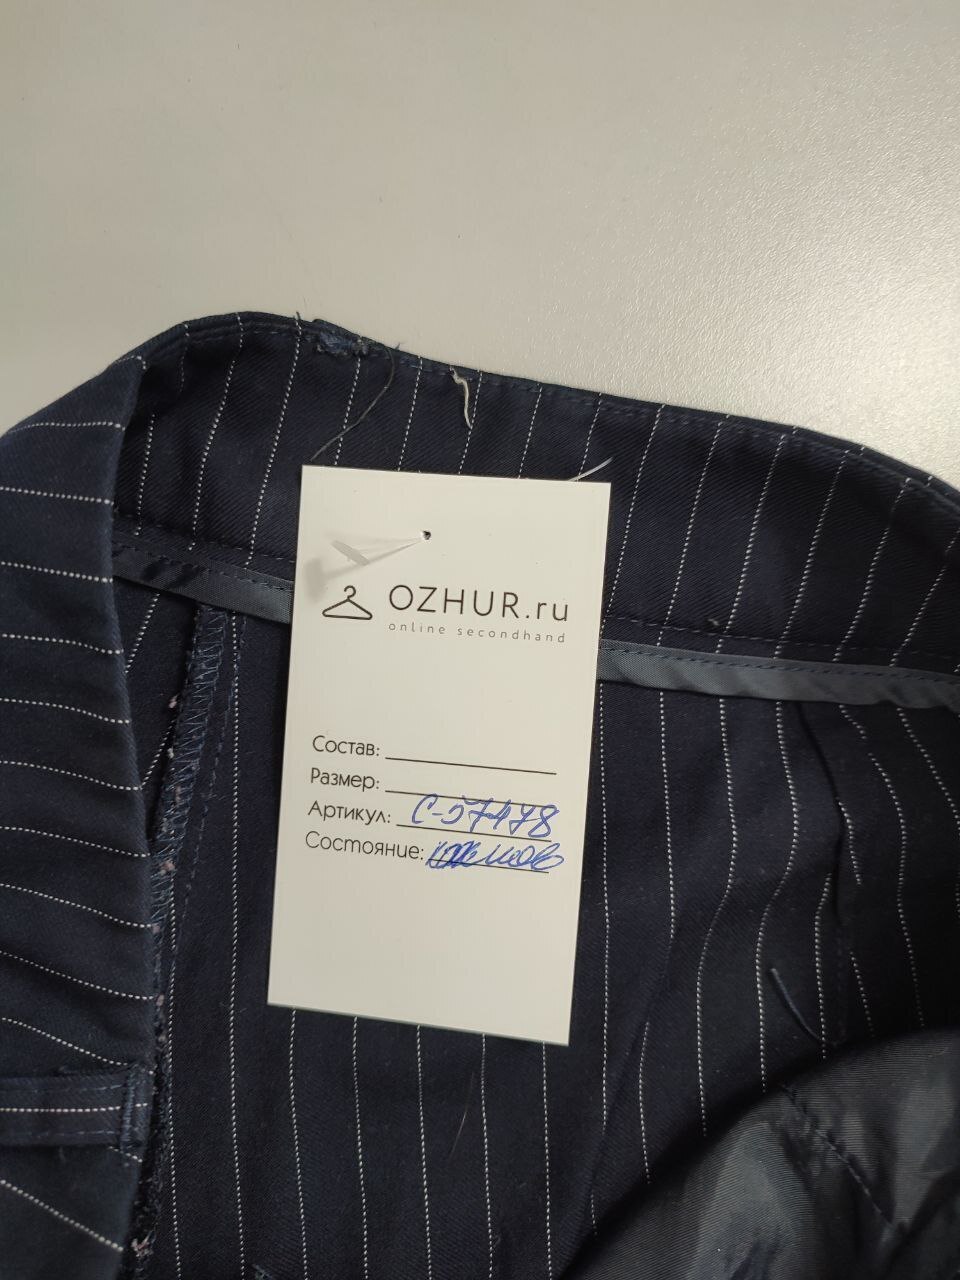 OZHUR.ru
online secondhand
Состав:
Размер:
Артикул: С-57478
Состояние: